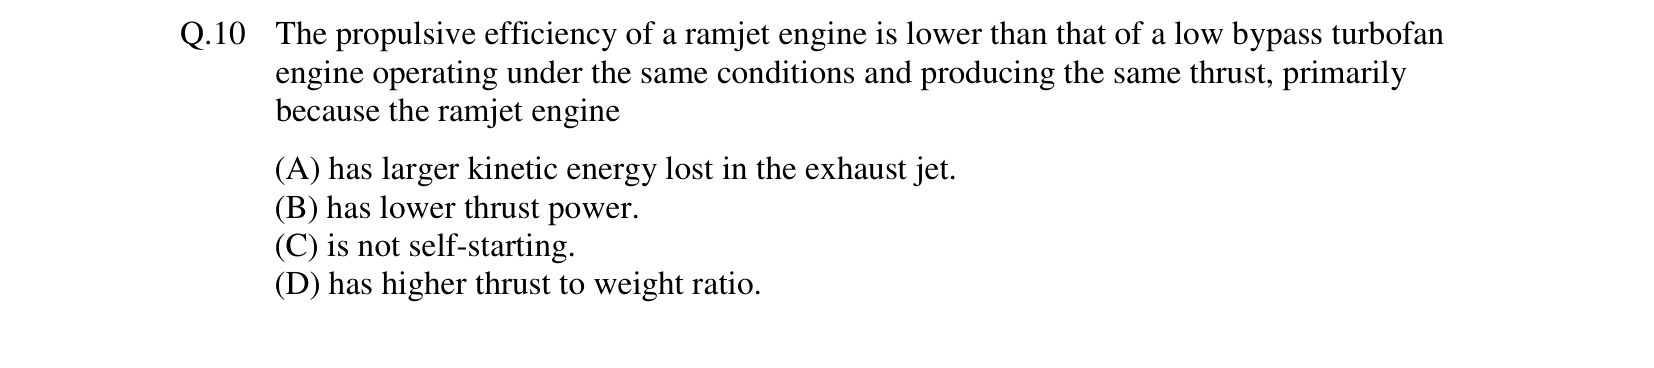 Q.10 The propulsive efficiency of a ramjet engine is lower than that of a low bypass turbofan
engine operating under the same conditions and producing the same thrust, primarily
because the ramjet engine
(A) has larger kinetic energy lost in the exhaust jet.
(B) has lower thrust power.
(C) is not self-starting.
(D) has higher thrust to weight ratio.